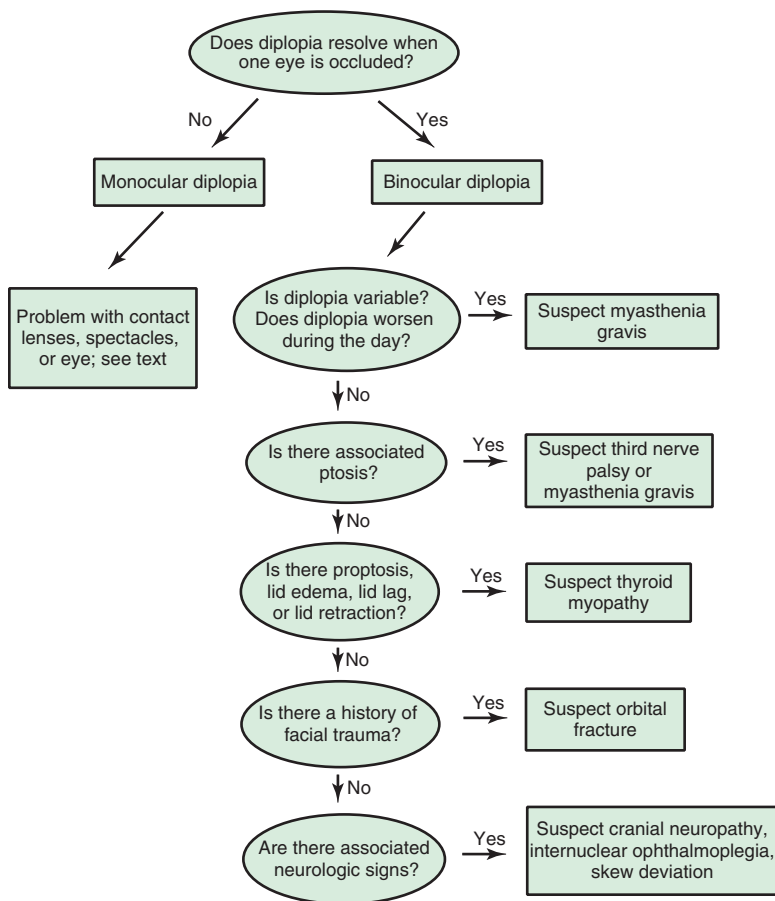 Does diplopia resolve when
one eye is occluded?
No
Yes
Monocular diplopia
Binocular diplopia
Problem with contact
lenses, spectacles,
or eye; see text
Is diplopia variable?
Does diplopia worsen
during the day?
Yes
Suspect myasthenia
gravis
No
Is there associated
ptosis?
Yes
Suspect third nerve
palsy or
myasthenia gravis
No
Is there proptosis,
lid edema, lid lag,
or lid retraction?
Yes
Suspect thyroid
myopathy
No
Is there a history of
facial trauma?
Yes
Suspect orbital
fracture
No
Are there associated
neurologic signs?
Yes
Suspect cranial neuropathy,
internuclear ophthalmoplegia,
skew deviation